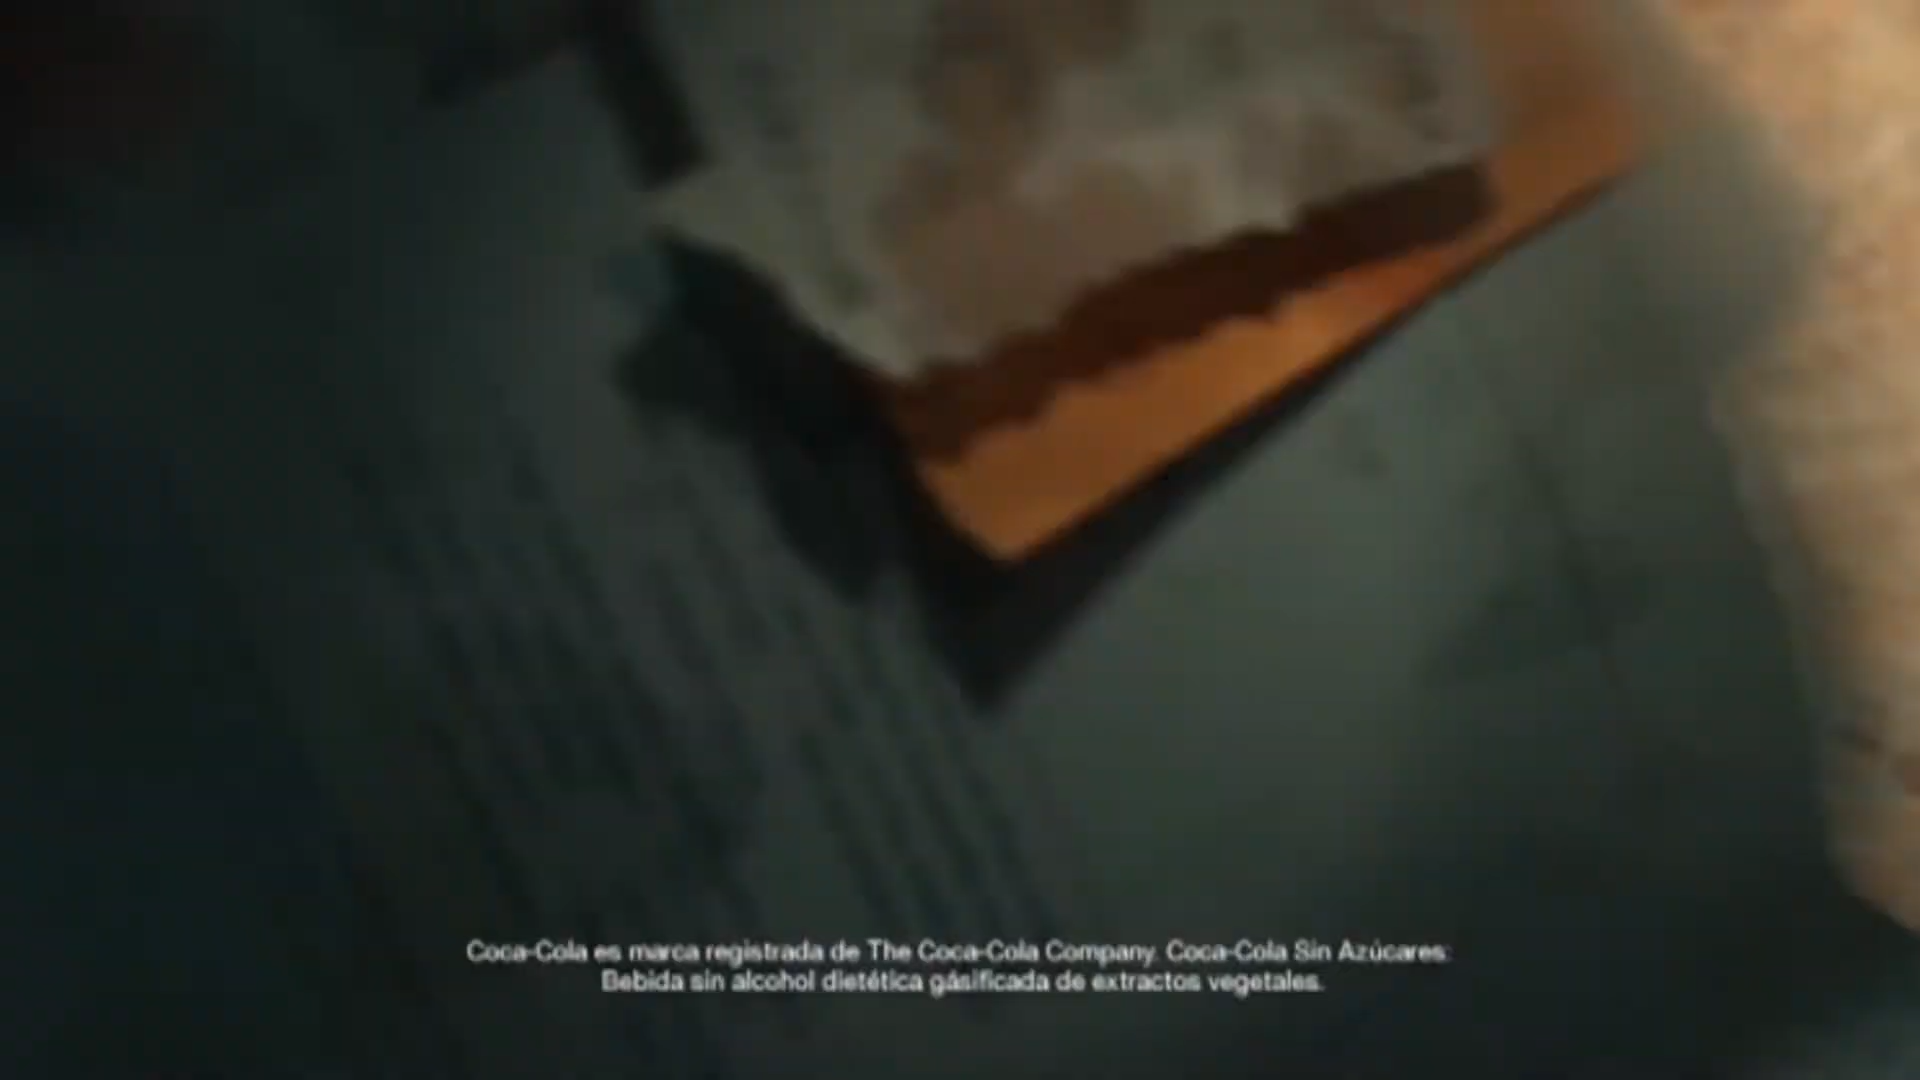 Coca-Cola es marca registrada de The Coca-Cola Company. Coca-Cola Sin Azúcares:
Bebida sin alcohol dietética gásificada de extractos vegetales.